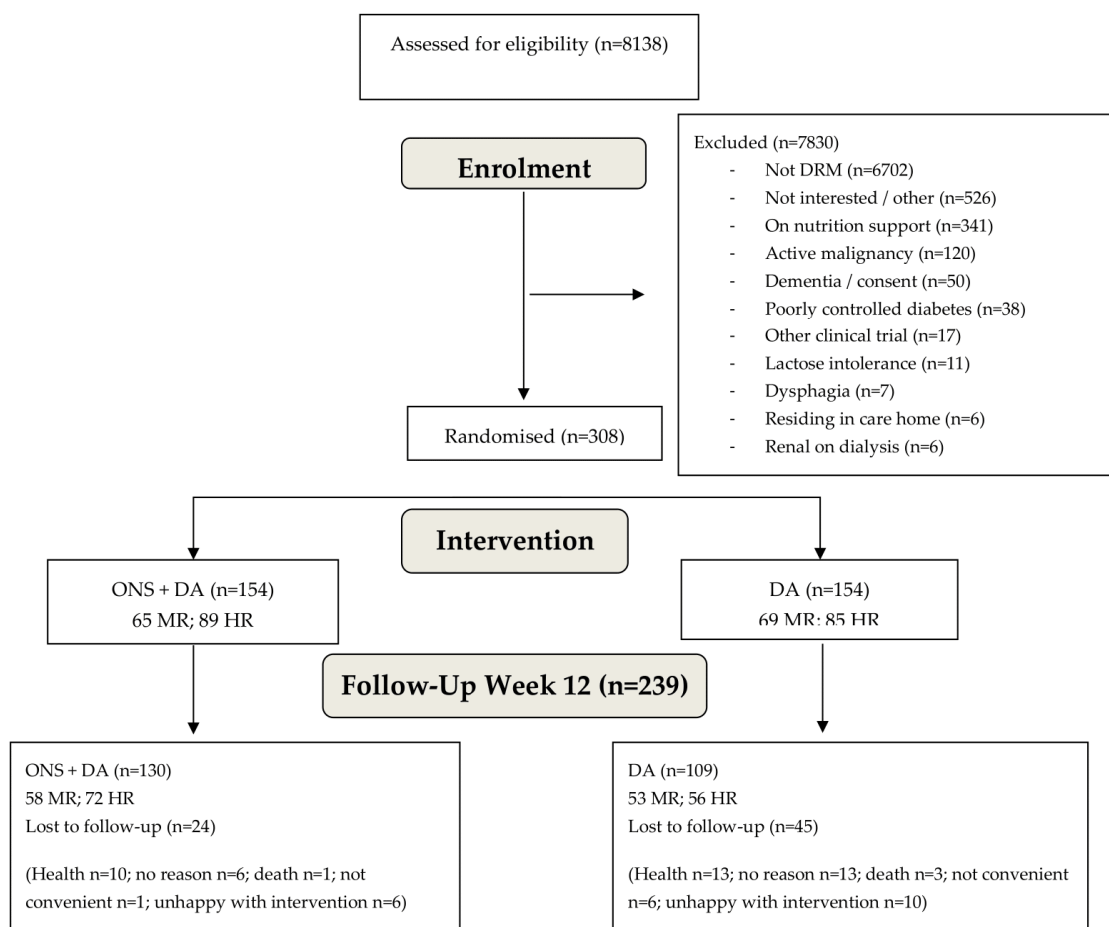 Assessed for eligibility (n=8138)
Enrolment
Excluded (n=7830)
- Not DRM (n=6702)
- Not interested / other (n=526)
- On nutrition support (n=341)
- Active malignancy (n=120)
- Dementia / consent (n=50)
- Poorly controlled diabetes (n=38)
- Other clinical trial (n=17)
- Lactose intolerance (n=11)
- Dysphagia (n=7)
- Residing in care home (n=6)
- Renal on dialysis (n=6)
Randomised (n=308)
Intervention
ONS + DA (n=154)
65 MR; 89 HR
DA (n=154)
69 MR; 85 HR
Follow-Up Week 12 (n=239)
ONS + DA (n=130)
58 MR; 72 HR
Lost to follow-up (n=24)
(Health n=10; no reason n=6; death n=1; not
convenient n=1; unhappy with intervention n=6)
DA (n=109)
53 MR; 56 HR
Lost to follow-up (n=45)
(Health n=13; no reason n=13; death n=3; not convenient
n=6; unhappy with intervention n=10)